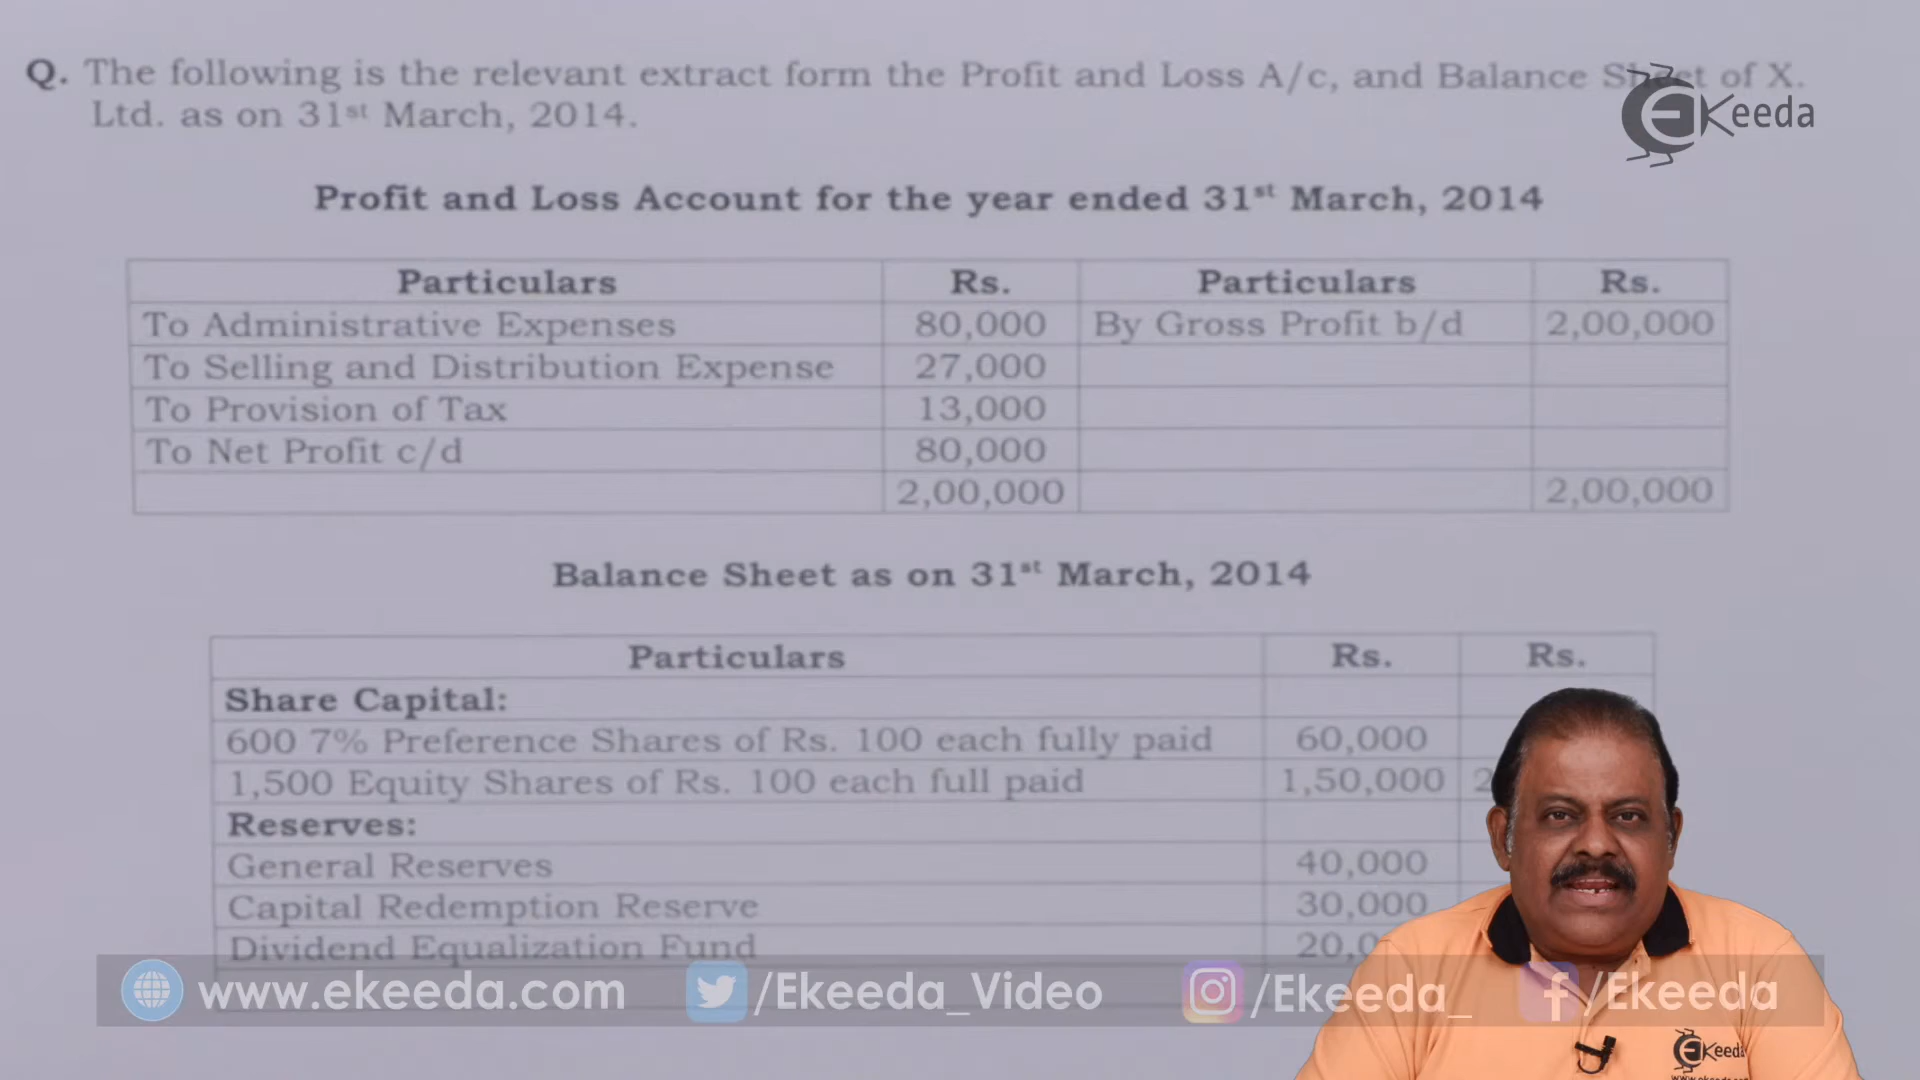 Q. The following is the relevant extract form the Profit and Loss A/c, and Balance of X.
Ltd. as on 31st March, 2014.
Keeda
Profit and Loss Account for the year ended 31st March, 2014
Particulars Rs. Particulars Rs.
To Administrative Expenses 80,000 By Gross Profit b/d 2,00,000
To Selling and Distribution Expense 27,000
To Provision of Tax 13,000
To Net Profit c/d 80,000
2,00,000 2,00,000
Balance Sheet as on 31st March, 2014
Particulars Rs. Rs.
Share Capital:
600 7% Preference Shares of Rs. 100 each fully paid 60,000
1,500 Equity Shares of Rs. 100 each full paid 1,50,000
Reserves:
General Reserves 40,000
Capital Redemption Reserve 30,000
Dividend Equalization Fund
www.ekeeda.com /Ekeeda_Video /Ekeeda_ /Ekeeda
Keeda